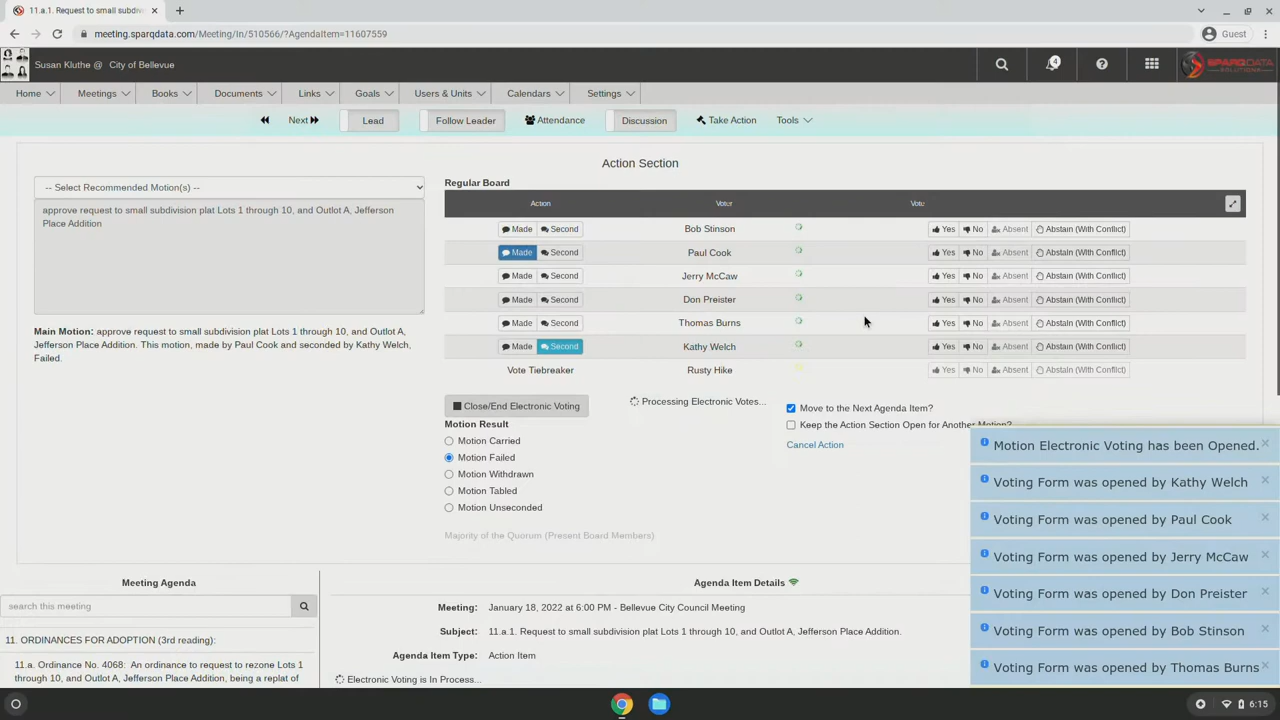 11.a.1. Request to small subdivi
meeting.sparqdata.com/Meeting/In/510566/?AgendaItem=11607559
Guest
Susan Kluthe @ City of Bellevue
4
SPARQDATA
SOLUTIONS
Home Meetings Books Documents Links Goals Users & Units Calendars Settings
Next Lead Follow Leader Attendance Discussion Take Action Tools
Action Section
Regular Board
-- Select Recommended Motion(s) --
approve request to small subdivision plat Lots 1 through 10, and Outlot A, Jefferson
Place Addition
Main Motion: approve request to small subdivision plat Lots 1 through 10, and Outlot A,
Jefferson Place Addition. This motion, made by Paul Cook and seconded by Kathy Welch,
Failed.
Action Voter Vote
Made Second Bob Stinson Yes No Absent Abstain (With Conflict)
Made Second Paul Cook Yes No Absent Abstain (With Conflict)
Made Second Jerry McCaw Yes No Absent Abstain (With Conflict)
Made Second Don Preister Yes No Absent Abstain (With Conflict)
Made Second Thomas Burns Yes No Absent Abstain (With Conflict)
Made Second Kathy Welch Yes No Absent Abstain (With Conflict)
Vote Tiebreaker Rusty Hike Yes No Absent Abstain (With Conflict)
Close/End Electronic Voting
Processing Electronic Votes...
Move to the Next Agenda Item?
Keep the Action Section Open for Another Motion?
Cancel Action
Motion Result
Motion Carried
Motion Failed
Motion Withdrawn
Motion Tabled
Motion Unseconded
Majority of the Quorum (Present Board Members)
Motion Electronic Voting has been Opened.
Voting Form was opened by Kathy Welch
Voting Form was opened by Paul Cook
Voting Form was opened by Jerry McCaw
Voting Form was opened by Don Preister
Voting Form was opened by Bob Stinson
Voting Form was opened by Thomas Burns
Meeting Agenda
search this meeting
11. ORDINANCES FOR ADOPTION (3rd reading):
11.a. Ordinance No. 4068: An ordinance to request to rezone Lots 1
through 10, and Outlot A, Jefferson Place Addition, being a replat of
Agenda Item Details
Meeting: January 18, 2022 at 6:00 PM - Bellevue City Council Meeting
Subject: 11.a.1. Request to small subdivision plat Lots 1 through 10, and Outlot A, Jefferson Place Addition.
Agenda Item Type: Action Item
Electronic Voting is In Process...
6:15